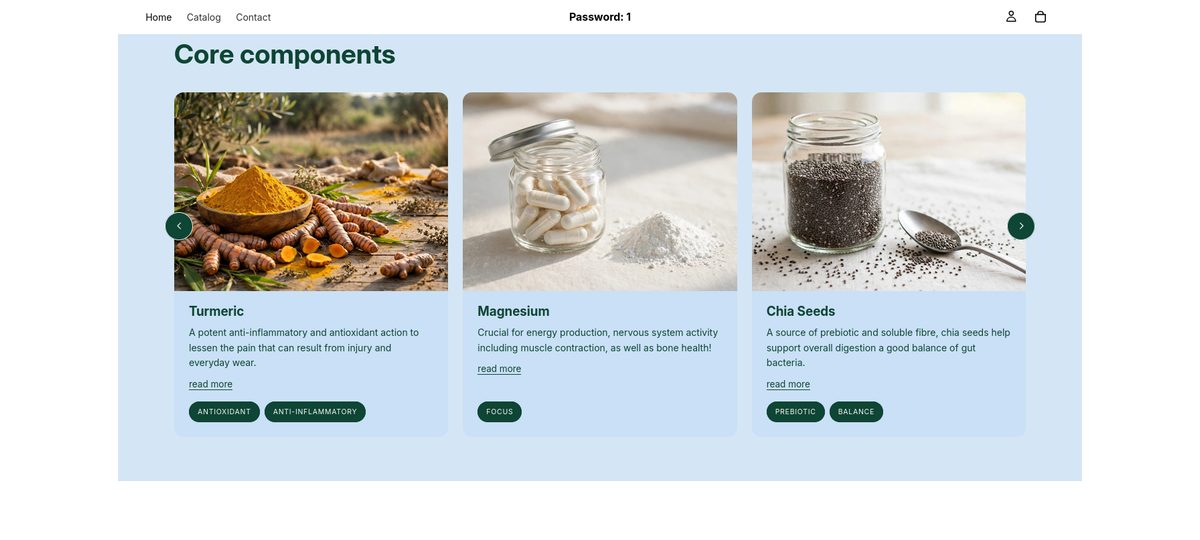 Home Catalog Contact
Password: 1
Core components
Turmeric
A potent anti-inflammatory and antioxidant action to
lessen the pain that can result from injury and
everyday wear.
read more
ANTIOXIDANT ANTI-INFLAMMATORY
Magnesium
Crucial for energy production, nervous system activity
including muscle contraction, as well as bone health!
read more
FOCUS
Chia Seeds
A source of prebiotic and soluble fibre, chia seeds help
support overall digestion a good balance of gut
bacteria.
read more
PREBIOTIC BALANCE